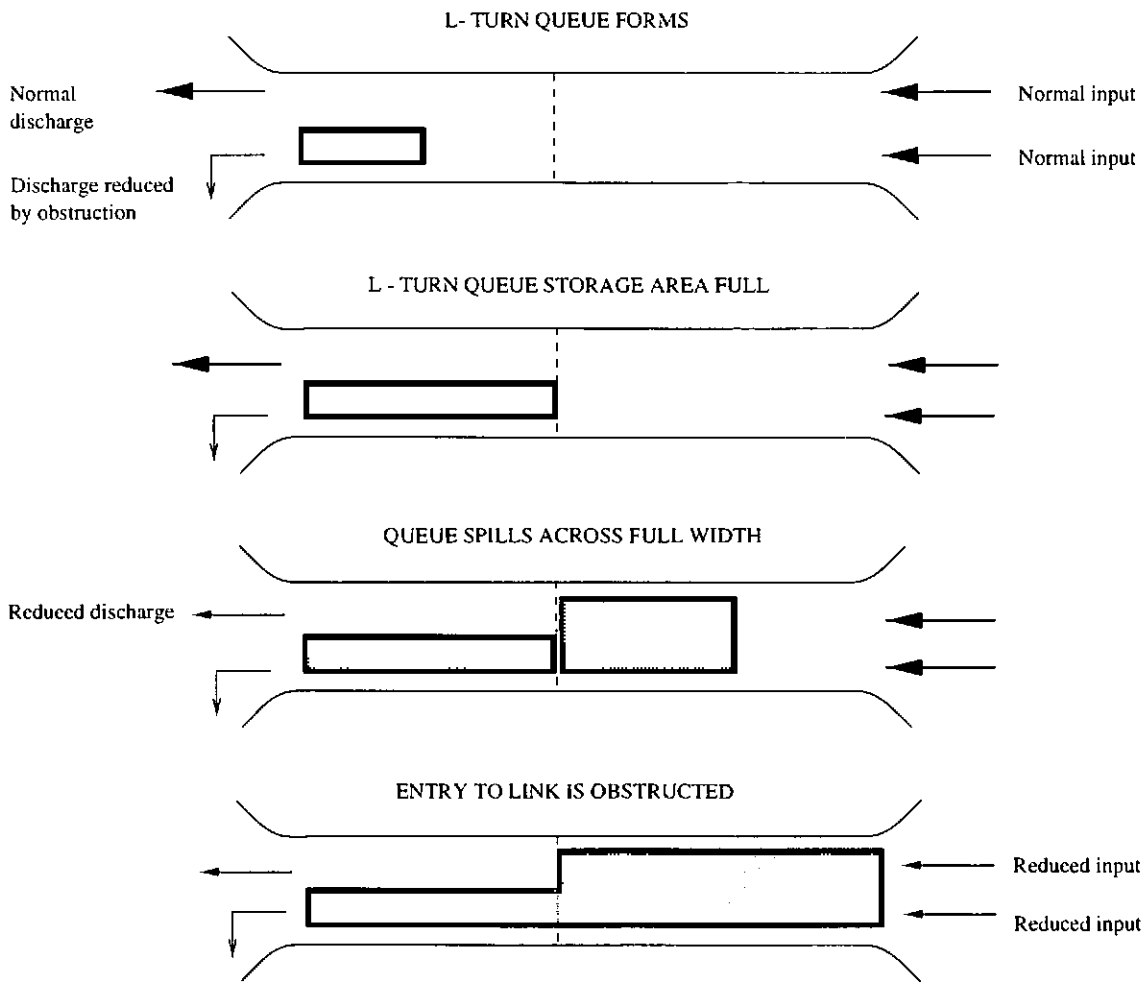 L- TURN QUEUE FORMS
Normal
discharge
Normal input
Normal input
Discharge reduced
by obstruction
L - TURN QUEUE STORAGE AREA FULL
QUEUE SPILLS ACROSS FULL WIDTH
Reduced discharge
ENTRY TO LINK IS OBSTRUCTED
Reduced input
Reduced input